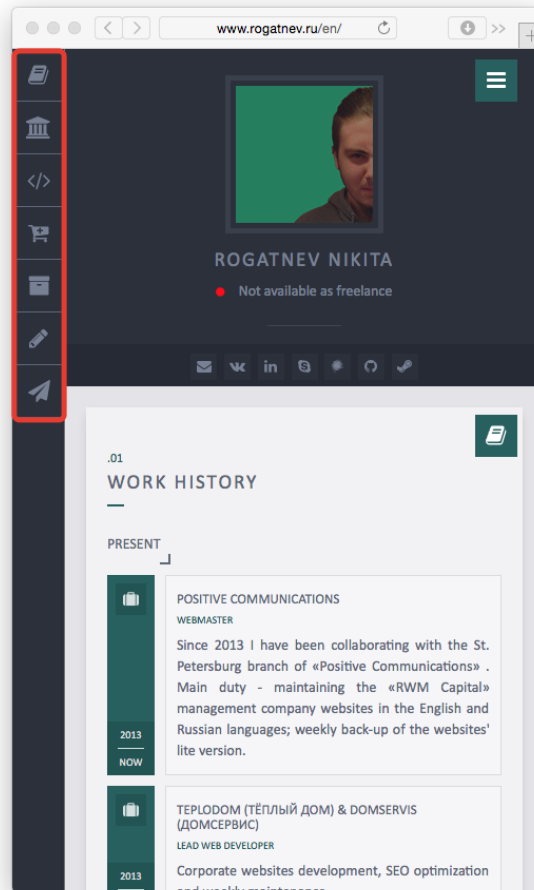 www.rogatnev.ru/en/
ROGATNEV NIKITA
Not available as freelance
.01
WORK HISTORY
PRESENT
POSITIVE COMMUNICATIONS
WEBMASTER
Since 2013 I have been collaborating with the St.
Petersburg branch of «Positive Communications» .
Main duty - maintaining the «RWM Capital»
management company websites in the English and
Russian languages; weekly back-up of the websites'
lite version.
2013
NOW
TEPLODOM (ТЁПЛЫЙ ДОМ) & DOMSERVIS
(ДОМСЕРВИС)
LEAD WEB DEVELOPER
Corporate websites development, SEO optimization
2013